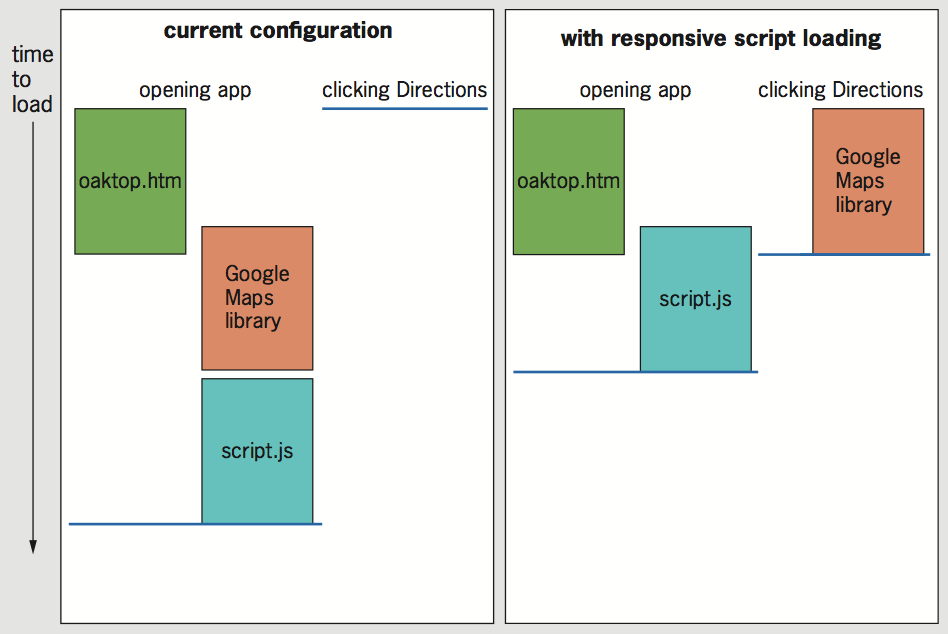 time
to
load
current configuration
opening app
clicking Directions
oaktop.htm
Google
Maps
library
script.js
with responsive script loading
opening app
clicking Directions
oaktop.htm
script.js
Google
Maps
library